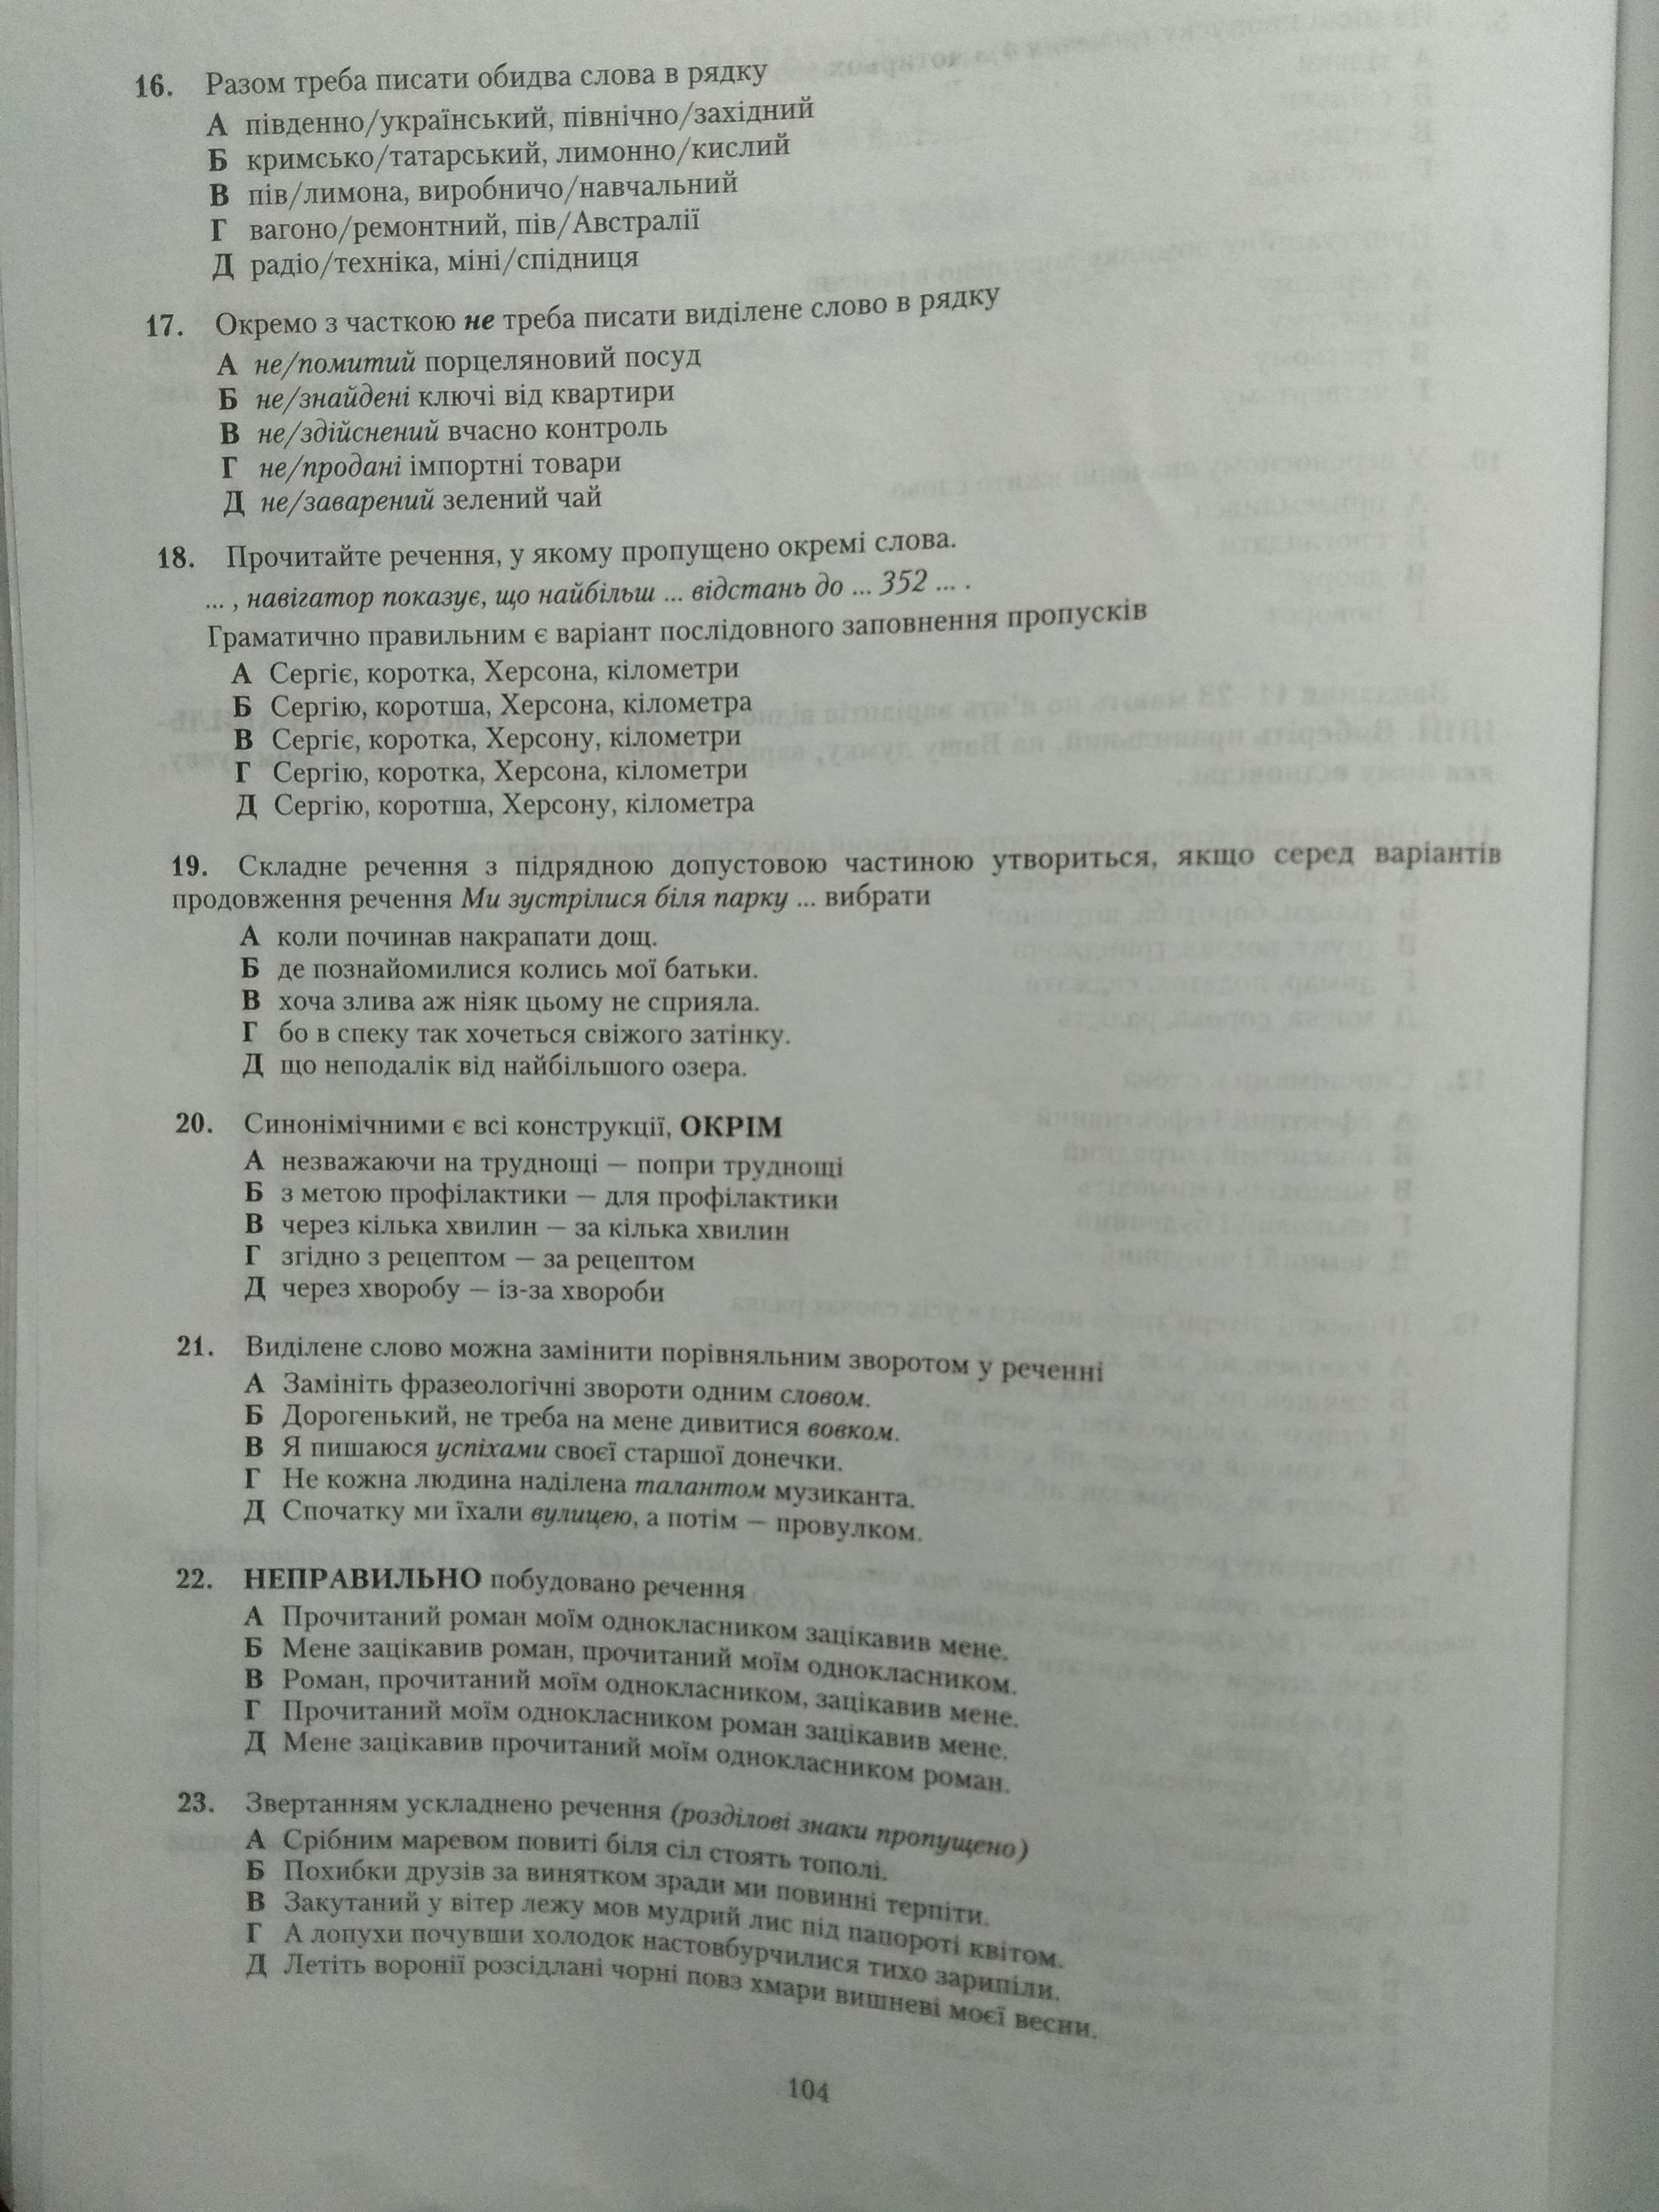 16. Разом треба писати обидва слова в рядку
А південно/український, північно/західний
Б кримсько/татарський, лимонно/кислий
В пів/лимона, виробничо/навчальний
Г вагоно/ремонтний, пів/Австралії
Д радіо/техніка, міні/спідниця
17. Окремо з часткою не треба писати виділене слово в рядку
А не/помитий порцеляновий посуд
Б не/знайдені ключі від квартири
В не/здійснений вчасно контроль
Г не/продані імпортні товари
Д не/заварений зелений чай
18. Прочитайте речення, у якому пропущено окремі слова.
... , навігатор показує, що найбільш ... відстань до ... 352 ... .
Граматично правильним є варіант послідовного заповнення пропусків
А Сергіє, коротка, Херсона, кілометри
Б Сергію, коротша, Херсона, кілометра
В Сергіє, коротка, Херсону, кілометри
Г Сергію, коротка, Херсона, кілометри
Д Сергію, коротша, Херсону, кілометра
19. Складне речення з підрядною допустовою частиною утвориться, якщо серед варіантів
продовження речення Ми зустрілися біля парку ... вибрати
А коли починав накрапати дощ.
Б де познайомилися колись мої батьки.
В хоча злива аж ніяк цьому не сприяла.
Г бо в спеку так хочеться свіжого затінку.
Д що неподалік від найбільшого озера.
20. Синонімічними є всі конструкції, ОКРІМ
А незважаючи на труднощі — попри труднощі
Б з метою профілактики — для профілактики
В через кілька хвилин — за кілька хвилин
Г згідно з рецептом — за рецептом
Д через хворобу — із-за хвороби
21. Виділене слово можна замінити порівняльним зворотом у реченні
А Замініть фразеологічні звороти одним словом.
Б Дорогенький, не треба на мене дивитися вовком.
В Я пишаюся успіхами своєї старшої донечки.
Г Не кожна людина наділена талантом музиканта.
Д Спочатку ми їхали вулицею, а потім — провулком.
22. НЕПРАВИЛЬНО побудовано речення
А Прочитаний роман моїм однокласником зацікавив мене.
Б Мене зацікавив роман, прочитаний моїм однокласником.
В Роман, прочитаний моїм однокласником, зацікавив мене.
Г Прочитаний моїм однокласником роман зацікавив мене.
Д Мене зацікавив прочитаний моїм однокласником роман.
23. Звертанням ускладнено речення (розділові знаки пропущено)
А Срібним маревом повиті біля сіл стоять тополі.
Б Похибки друзів за винятком зради ми повинні терпіти.
В Закутаний у вітер лежу мов мудрий лис під папороті квітом.
Г А лопухи почувши холодок настовбурчилися тихо зарипіли.
Д Летіть воронії розсідлані чорні повз хмари вишневі моєї весни.
104